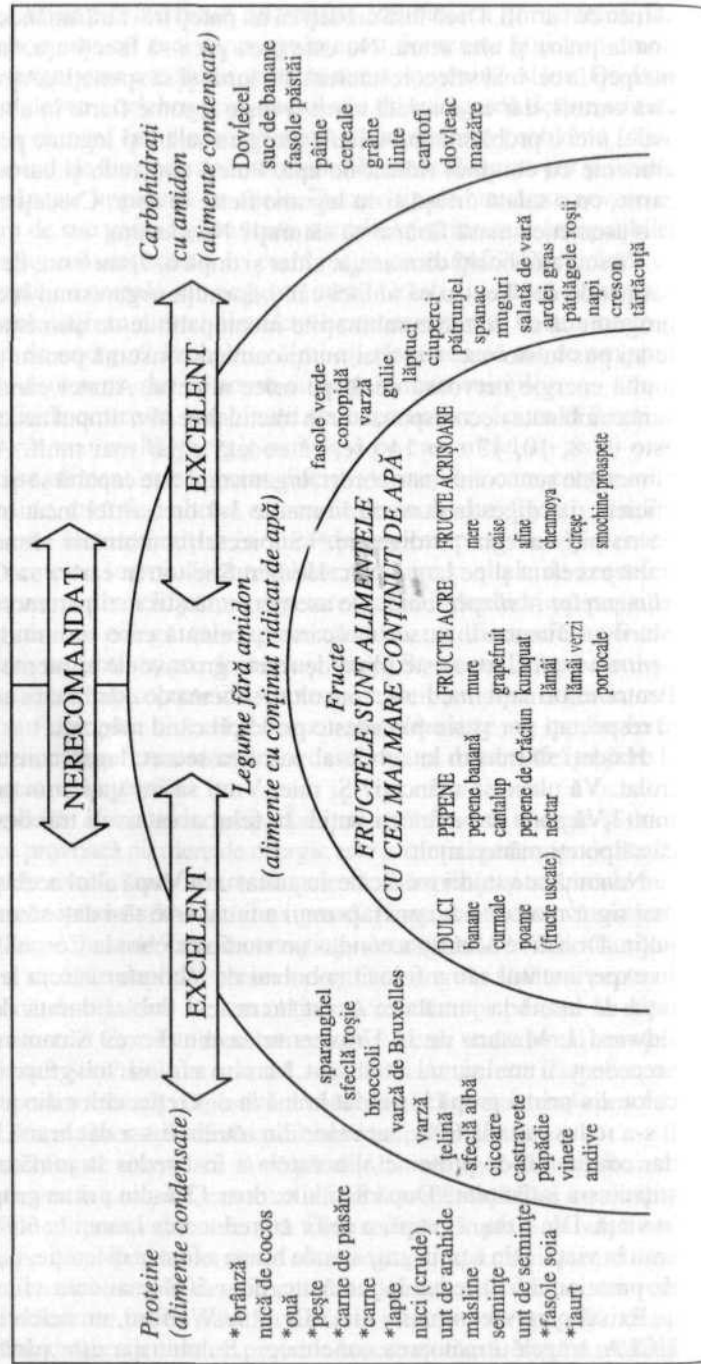 NERECOMANDAT
EXCELENT
EXCELENT
Proteine
(alimente condensate)
*brânză
nucă de cocos
*ouă
*pește
*carne de pasăre
*carne
*lapte
nuci (crude)
unt de arahide
măsline
semințe
unt de semințe
*fasole soia
*iaurt
Legume fără amidon
(alimente cu conținut ridicat de apă)
sparanghel
sfeclă roșie
broccoli
varză de Bruxelles
varză
țelină
sfeclă albă
cicoare
castravete
păpădie
vinete
andive
fasole verde
conopidă
varză
gulie
lăptuci
ceapă
pătrunjel
spanac
muguri
salată de vară
ardei gras
pătlăgele roșii
napi
creson
tărtăcuță
Fructe
FRUCTELE UNT ALIMENTELE
CU CEL MAI MARE CONȚINUT DE APĂ
DULCI
banane
curmale
poame
(fructe uscate)
PEPENE
pepene banană
cantalup
pepene de Crăciun
nectar
FRUCTE ACRE
mure
grapefruit
kumquat
lămâi
lămâi verzi
portocale
FRUCTE ACRIȘOARE
mere
caise
afine
cherimoya
cireșe
smochine proaspete
Carbohidrați
cu amidon
(alimente condensate)
Dovlecel
suc de banane
fasole păstăi
pâine
cereale
grâne
linte
cartofi
dovleac
mazăre